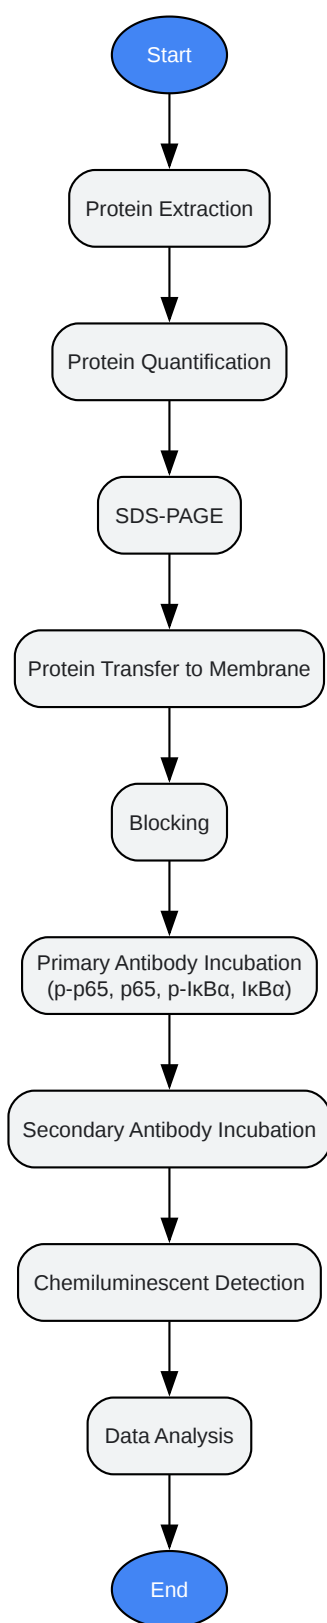 Start
Protein Extraction
Protein Quantification
SDS-PAGE
Protein Transfer to Membrane
Blocking
Primary Antibody Incubation
(p-p65, p65, p-IκBα, IκBα)
Secondary Antibody Incubation
Chemiluminescent Detection
Data Analysis
End